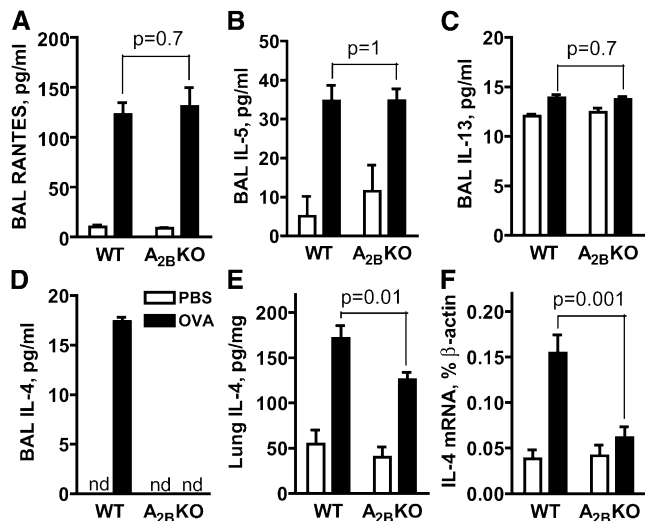 A
p=0.7
BAL RANTES, pg/ml
200
150
100
50
0
WT A2BKO
B
p=1
BAL IL-5, pg/ml
50
40
30
20
10
0
WT A2BKO
C
p=0.7
BAL IL-13, pg/ml
20
15
10
5
0
WT A2BKO
D
PBS
OVA
BAL IL-4, pg/ml
20
15
10
5
0
nd nd nd
WT A2BKO
E
p=0.01
Lung IL-4, pg/mg
200
150
100
50
0
WT A2BKO
F
p=0.001
IL-4 mRNA, % β-actin
0.20
0.15
0.10
0.05
0.00
WT A2BKO